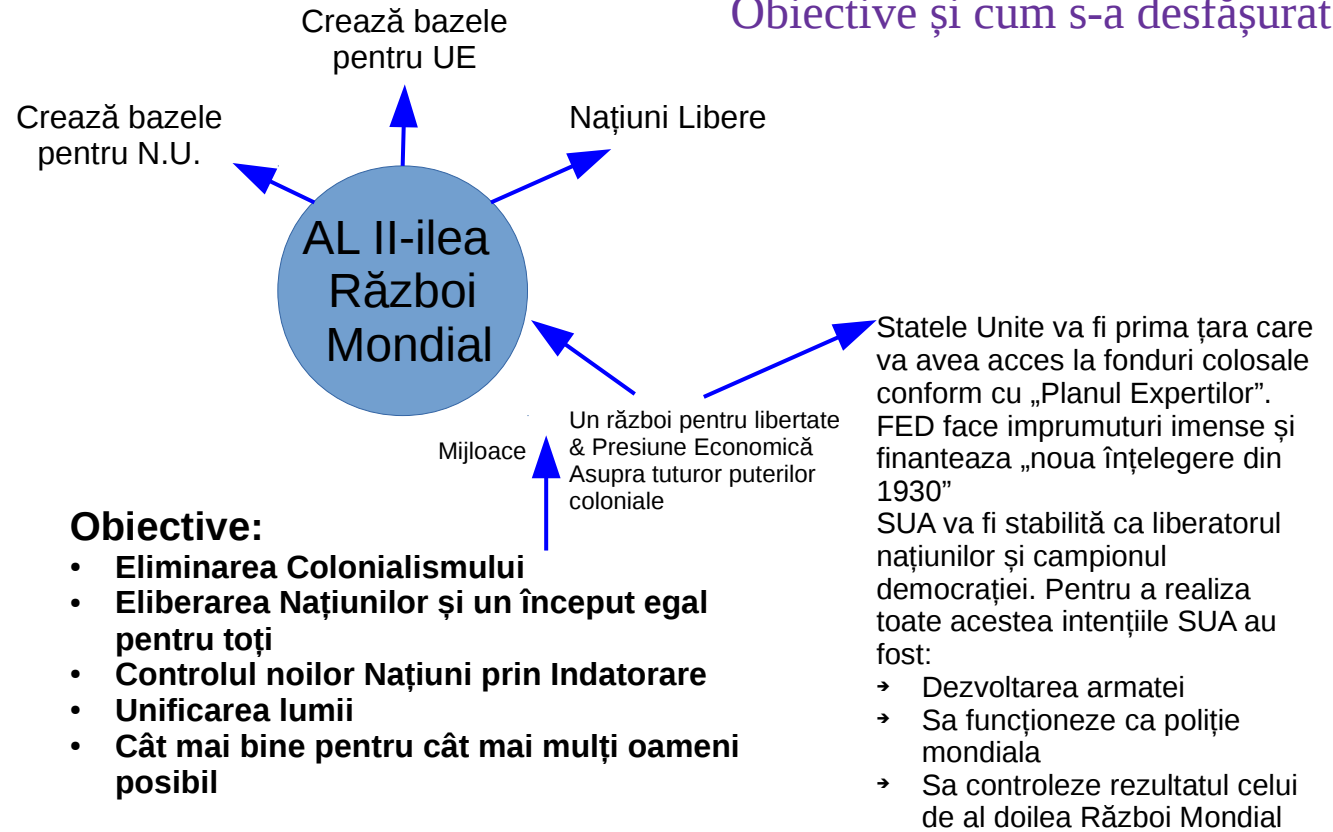 Obiective și cum s-a desfășurat
Crează bazele
pentru UE
Crează bazele
pentru N.U.
Națiuni Libere
AL II-ilea
Război
Mondial
Mijloace
Un război pentru libertate
& Presiune Economică
Asupra tuturor puterilor
coloniale
Obiective:
• Eliminarea Colonialismului
• Eliberarea Națiunilor și un început egal
pentru toți
• Controlul noilor Națiuni prin Indatorare
• Unificarea lumii
• Cât mai bine pentru cât mai mulți oameni
posibil
Statele Unite va fi prima țara care
va avea acces la fonduri colosale
conform cu „Planul Expertilor”.
FED face imprumuturi imense și
finanteaza „noua înțelegere din
1930”
SUA va fi stabilită ca liberatorul
națiunilor și campionul
democrației. Pentru a realiza
toate acestea intențiile SUA au
fost:
➔ Dezvoltarea armatei
➔ Sa funcționeze ca poliție
mondiala
➔ Sa controleze rezultatul celui
de al doilea Război Mondial